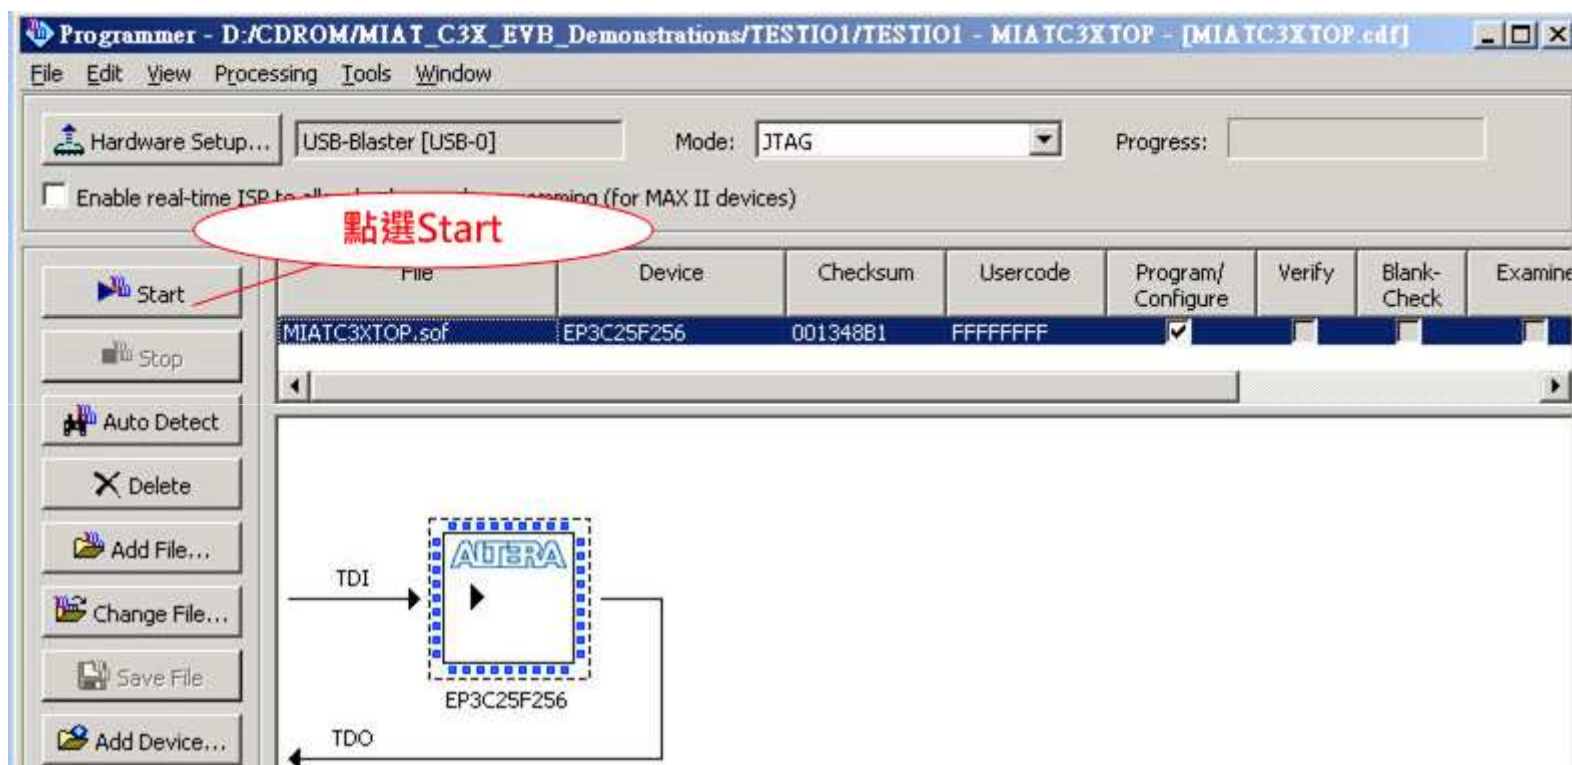 Programmer - D:/CDROM/MIAT_C3X_EVB_Demonstrations/TESTIO1/TESTIO1 - MIATC3XTOP - [MIATC3XTOP.cdf]
File Edit View Processing Tools Window
Hardware Setup... USB-Blaster [USB-0] Mode: JTAG Progress:
Enable real-time ISP to (for MAX II devices)
點選Start
Start
File Device Checksum Usercode Program/ Verify Blank- Examine
Configure Check
MIATC3XTOP.sof EP3C25F256 001348B1 FFFFFFFF
Stop
Auto Detect
Delete
ALTERA
Add File...
TDI
Change File...
Save File
EP3C25F256
Add Device...
TDO